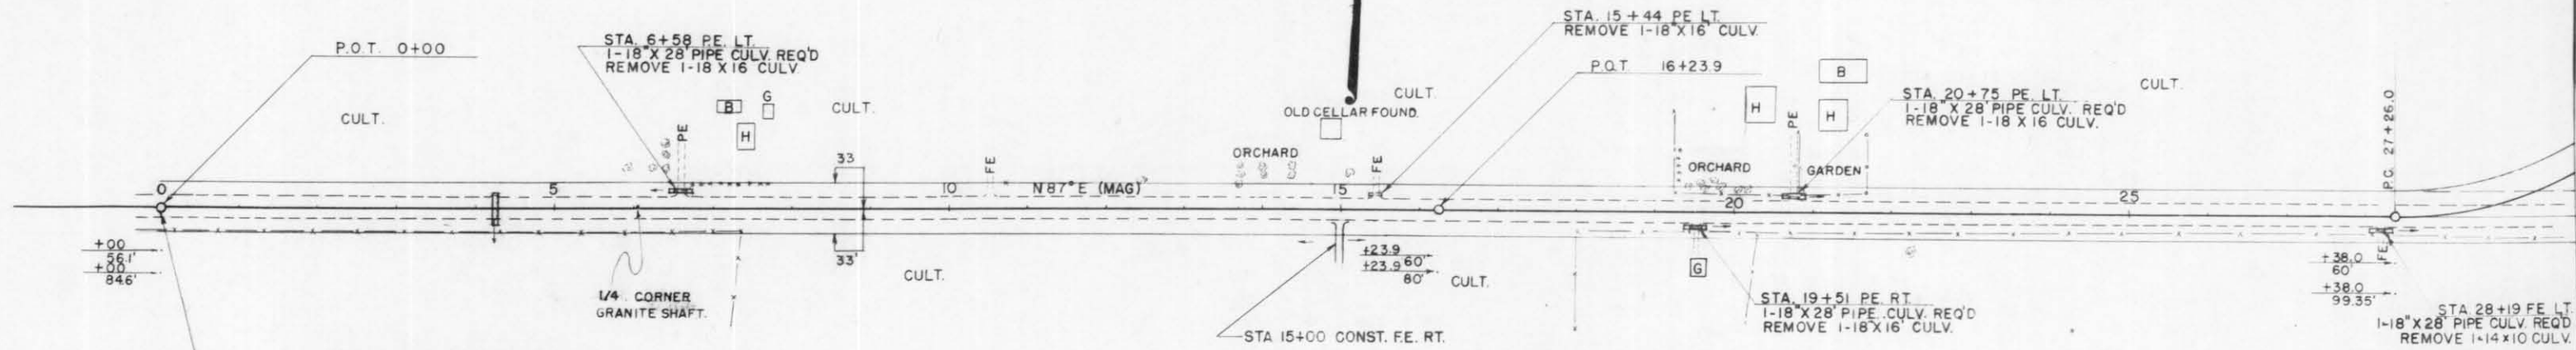 P.O.T. 0+00
STA. 6+58 P.E. LT.
1-18"X 28' PIPE CULV. REQ'D
REMOVE 1-18 X 16 CULV.
STA. 15+44 PE LT.
REMOVE 1-18"X 16' CULV.
P.O.T. 16+23.9
STA. 20+75 PE. LT.
1-18"X 28' PIPE CULV. REQ'D
REMOVE 1-18 X 16 CULV.
P.C. 27+26.0
CULT.
B
G
H
PE
CULT.
OLD CELLAR FOUND.
CULT.
H
B
H
PE
CULT.
ORCHARD
FE
FE
ORCHARD
GARDEN
33
0
5
10
N 87° E (MAG)
15
20
25
+00
56.1'
+00
84.6'
33'
1/4 CORNER
GRANITE SHAFT.
CULT.
+23.9
60'
+23.9
80'
CULT.
G
STA 15+00 CONST. F.E. RT.
STA. 19+51 PE. RT.
1-18"X 28' PIPE CULV. REQ'D
REMOVE 1-18"X16' CULV.
+38.0
60'
+38.0
99.35'
FE
STA 28+19 FE LT.
1-18"X 28' PIPE CULV. REQ'D
REMOVE 1-14x10 CULV.